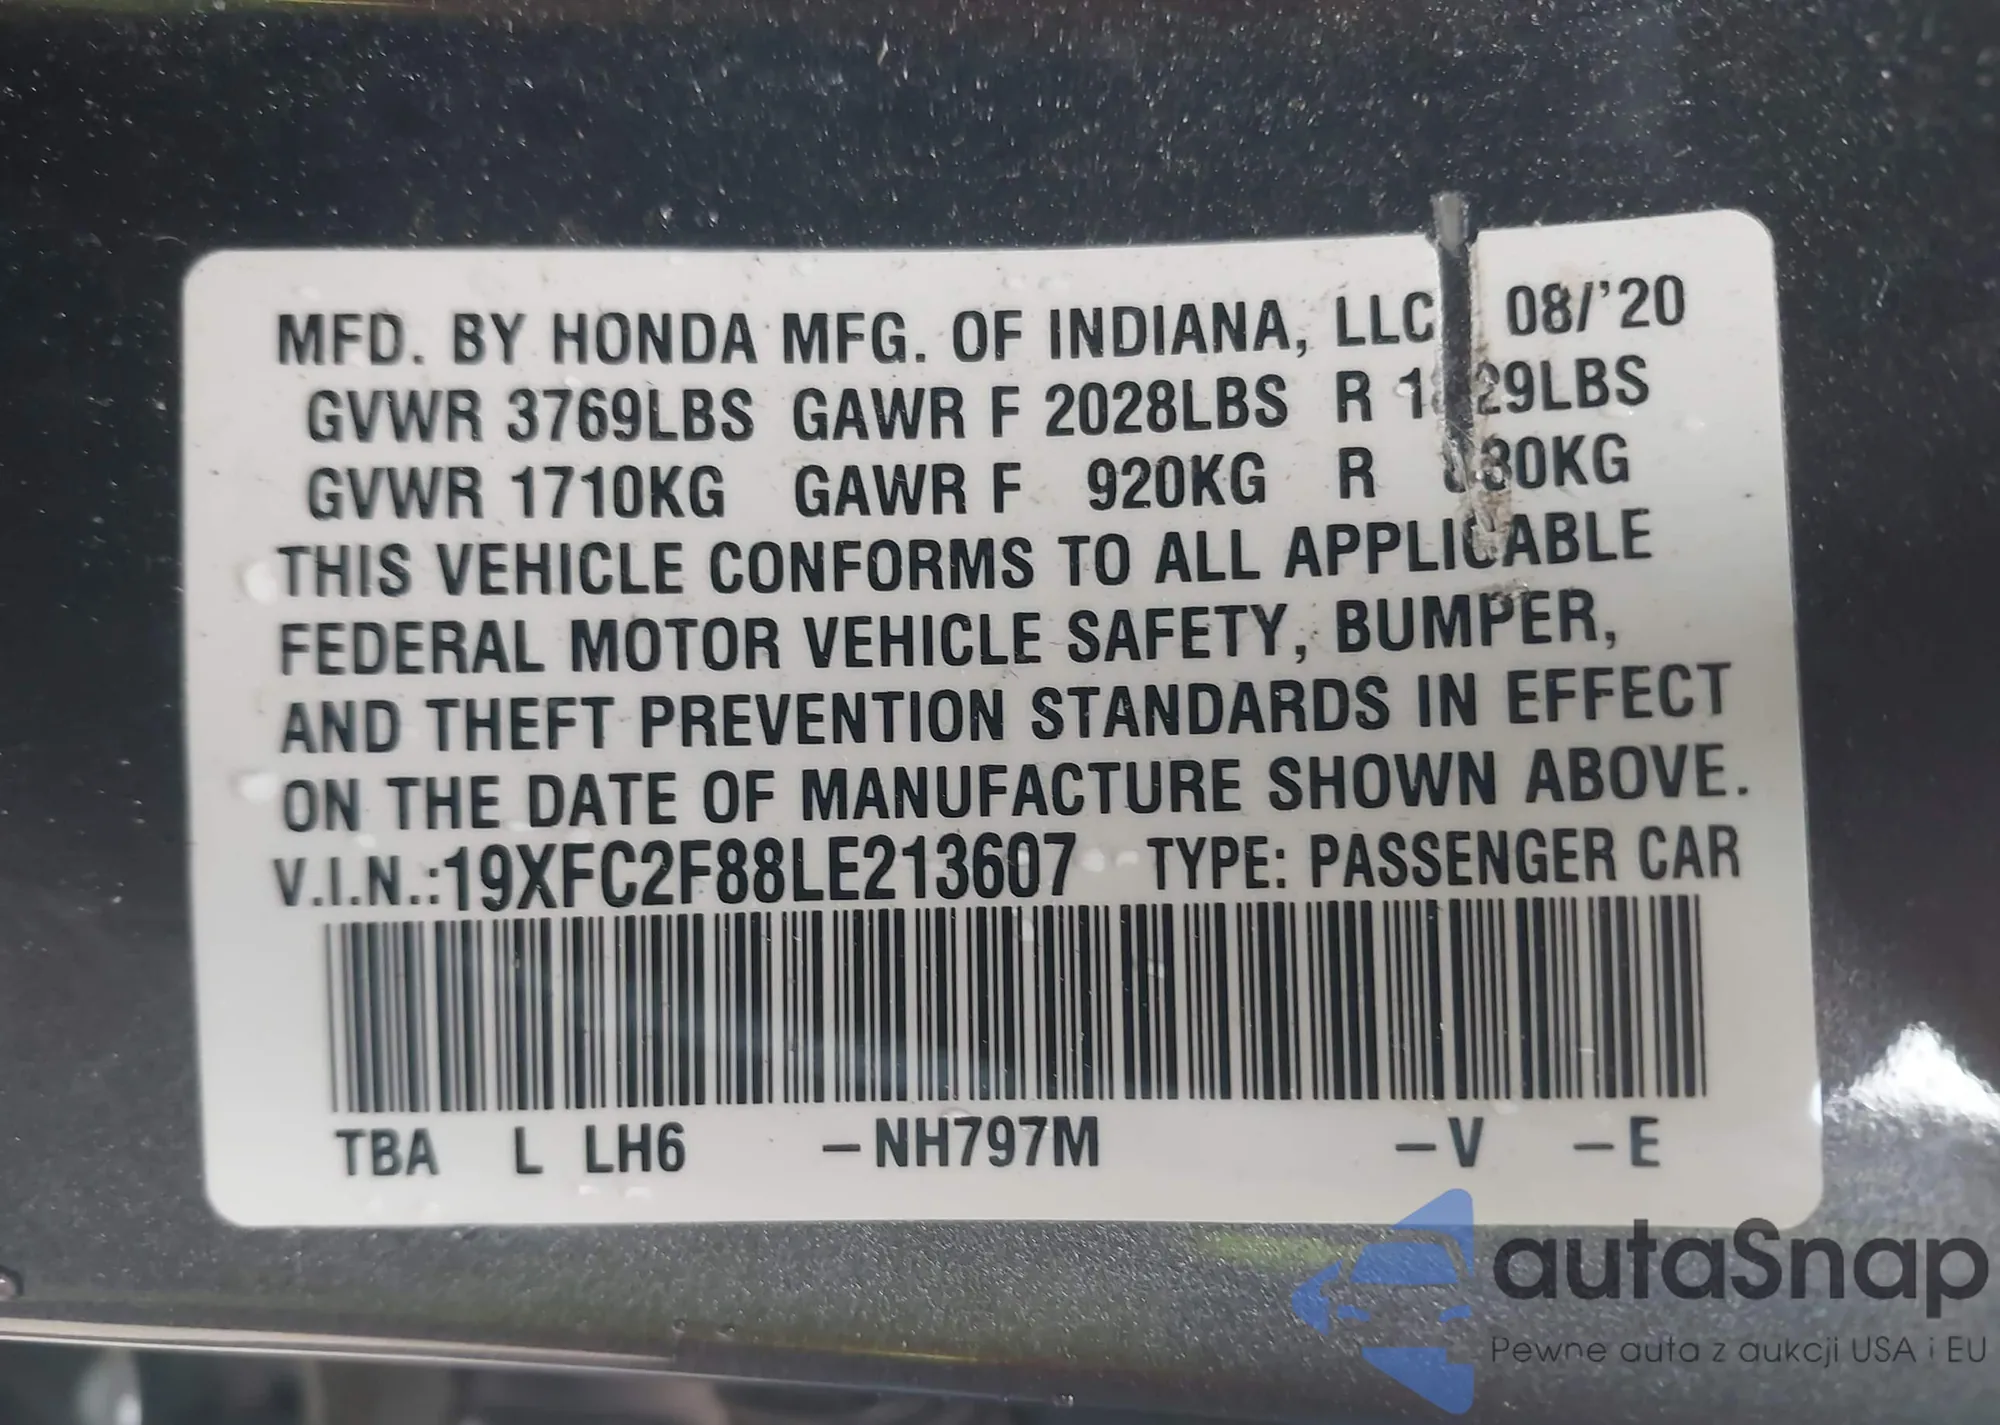 MFD. BY HONDA MFG. OF INDIANA, LLC 08/'20
GVWR 3769LBS GAWR F 2028LBS R
GVWR 1710KG GAWR F 920KG R
THIS VEHICLE CONFORMS TO ALL APPLICABLE
FEDERAL MOTOR VEHICLE SAFETY, BUMPER,
AND THEFT PREVENTION STANDARDS IN EFFECT
ON THE DATE OF MANUFACTURE SHOWN ABOVE.
V.I.N.:19XFC2F88LE213607 TYPE: PASSENGER CAR
TBA L LH6 –NH797M –V –E
autaSnap
Pewne auta z aukcji USA i EU